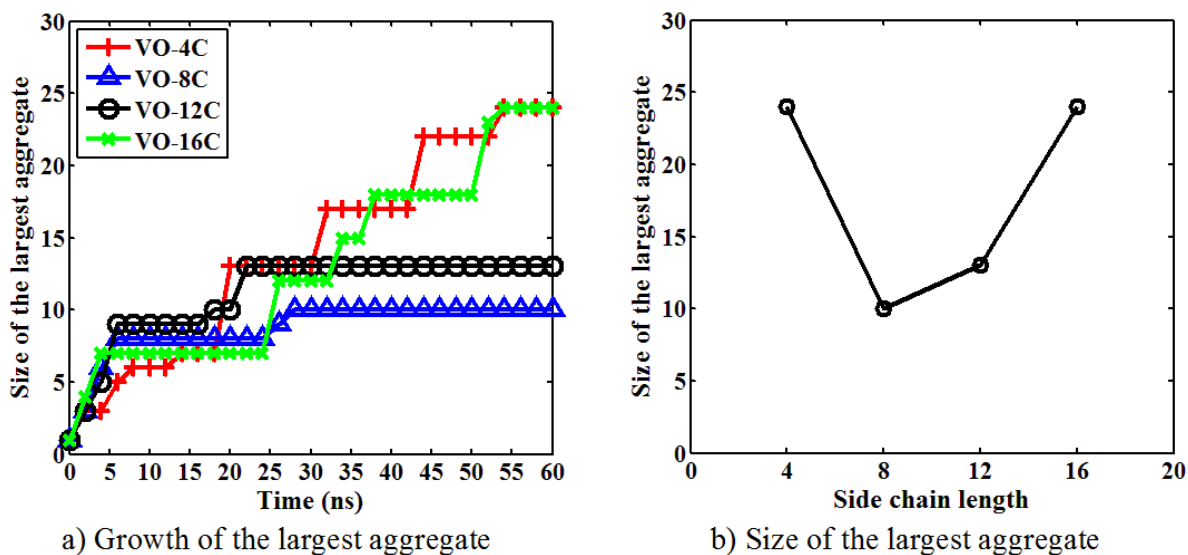 30
25
20
15
10
5
0
Size of the largest aggregate
VO-4C
VO-8C
VO-12C
VO-16C
0 5 10 15 20 25 30 35 40 45 50 55 60
Time (ns)
a) Growth of the largest aggregate
30
25
20
15
10
5
0
Size of the largest aggregate
0 4 8 12 16 20
Side chain length
b) Size of the largest aggregate